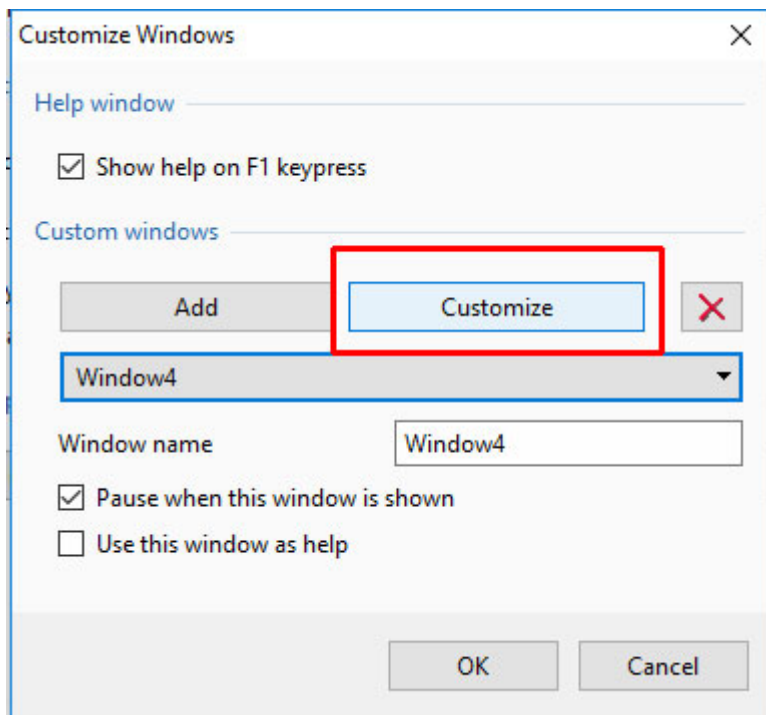 Customize Windows
Help window
Show help on F1 keypress
Custom windows
Add Customize
Window4
Window name Window4
Pause when this window is shown
Use this window as help
OK Cancel